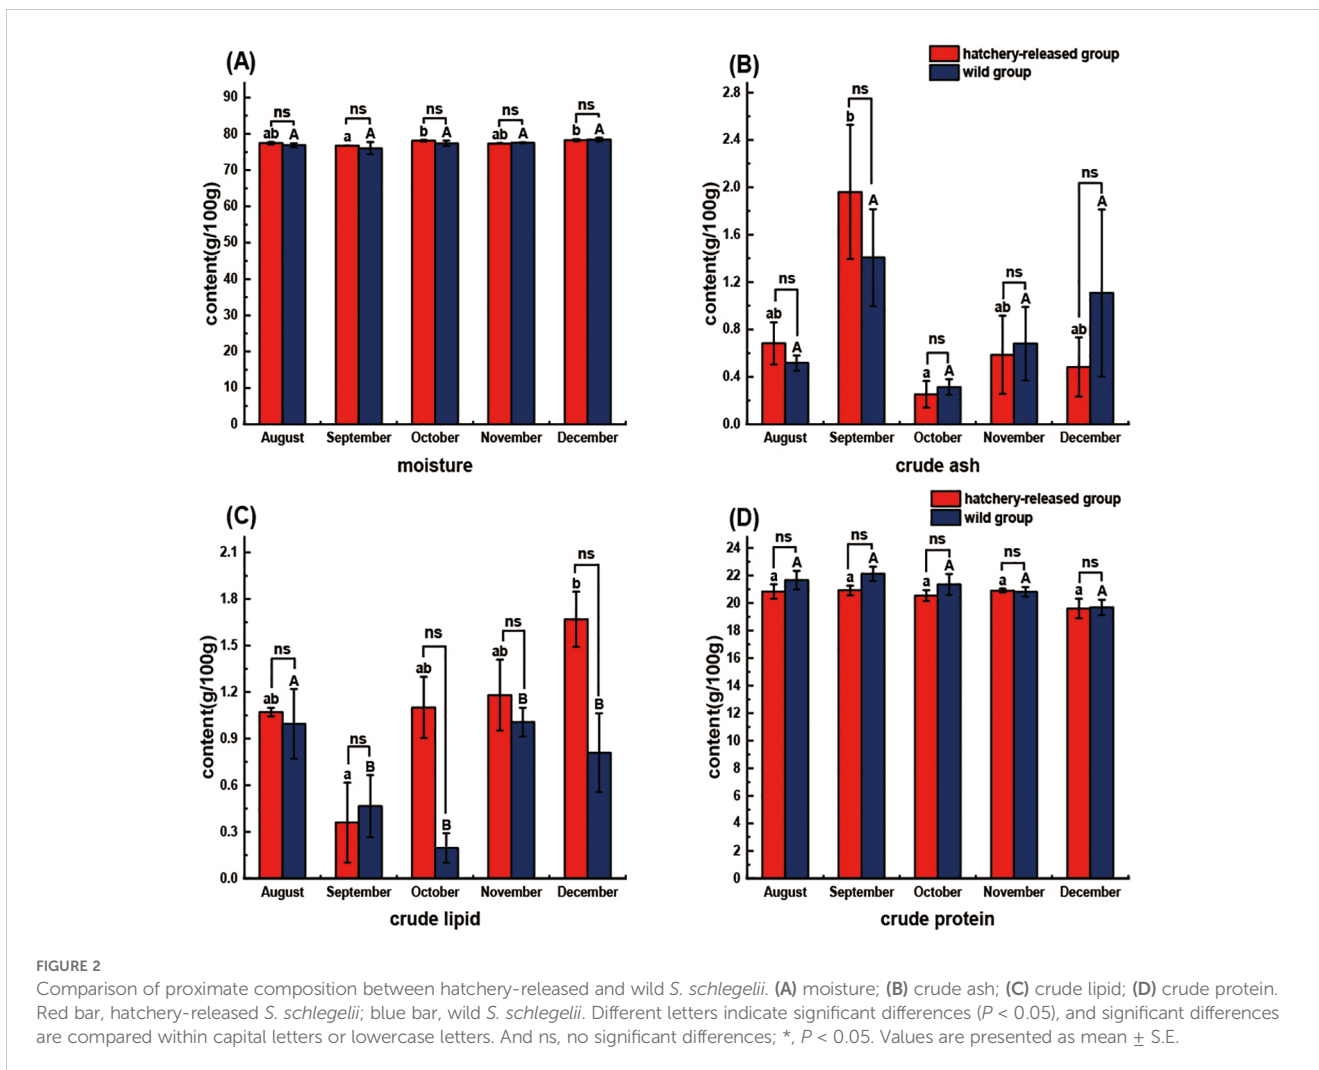 (A)
ns
ns
ns
ns
ns
ab A
a A
b A
ab A
b A
content(g/100g)
90
80
70
60
50
40
30
20
10
0
August September October November December
moisture
(B)
hatchery-released group
wild group
ns
ns
ns
ns
ns
ab A
b A
a A
ab A
ab A
content(g/100g)
2.8
2.4
2.0
1.6
1.2
0.8
0.4
0.0
August September October November December
crude ash
(C)
ns
ns
ns
ns
ns
ab A
a B
ab B
ab B
b B
content(g/100g)
2.1
1.8
1.5
1.2
0.9
0.6
0.3
0.0
August September October November December
crude lipid
(D)
hatchery-released group
wild group
ns
ns
ns
ns
ns
a A
a A
a A
a A
a A
content(g/100g)
24
22
20
18
16
14
12
10
8
6
4
2
0
August September October November December
crude protein
FIGURE 2
Comparison of proximate composition between hatchery-released and wild S. schlegelii. (A) moisture; (B) crude ash; (C) crude lipid; (D) crude protein.
Red bar, hatchery-released S. schlegelii; blue bar, wild S. schlegelii. Different letters indicate significant differences (P < 0.05), and significant differences
are compared within capital letters or lowercase letters. And ns, no significant differences; *, P < 0.05. Values are presented as mean ± S.E.